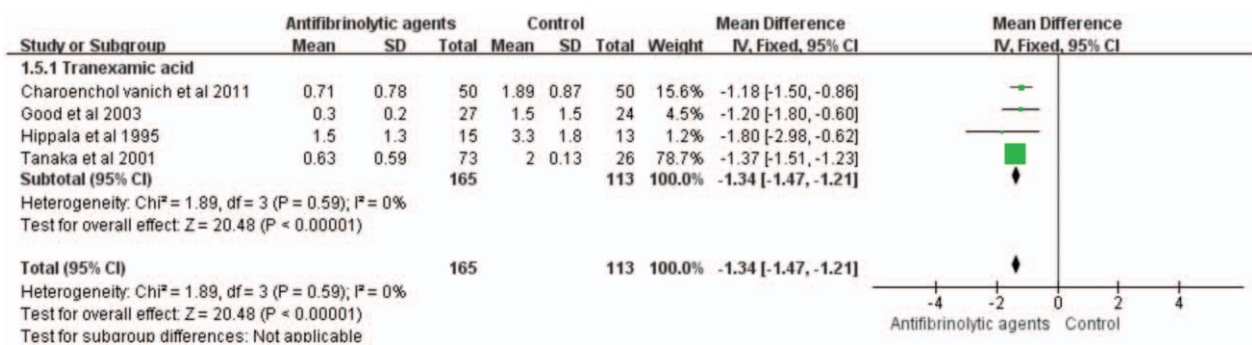 Antifibrinolytic agents Control Mean Difference Mean Difference
Study or Subgroup Mean SD Total Mean SD Total Weight IV, Fixed, 95% CI IV, Fixed, 95% CI
1.5.1 Tranexamic acid
Charoenchol vanich et al 2011 0.71 0.78 50 1.89 0.87 50 15.6% -1.18 [-1.50, -0.86]
Good et al 2003 0.3 0.2 27 1.5 1.5 24 4.5% -1.20 [-1.80, -0.60]
Hippala et al 1995 1.5 1.3 15 3.3 1.8 13 1.2% -1.80 [-2.98, -0.62]
Tanaka et al 2001 0.63 0.59 73 2 0.13 26 78.7% -1.37 [-1.51, -1.23]
Subtotal (95% CI) 165 113 100.0% -1.34 [-1.47, -1.21]
Heterogeneity: Chi² = 1.89, df = 3 (P = 0.59); I² = 0%
Test for overall effect: Z = 20.48 (P < 0.00001)
Total (95% CI) 165 113 100.0% -1.34 [-1.47, -1.21]
Heterogeneity: Chi² = 1.89, df = 3 (P = 0.59); I² = 0%
Test for overall effect: Z = 20.48 (P < 0.00001)
Test for subgroup differences: Not applicable
-4 -2 0 2 4
Antifibrinolytic agents Control